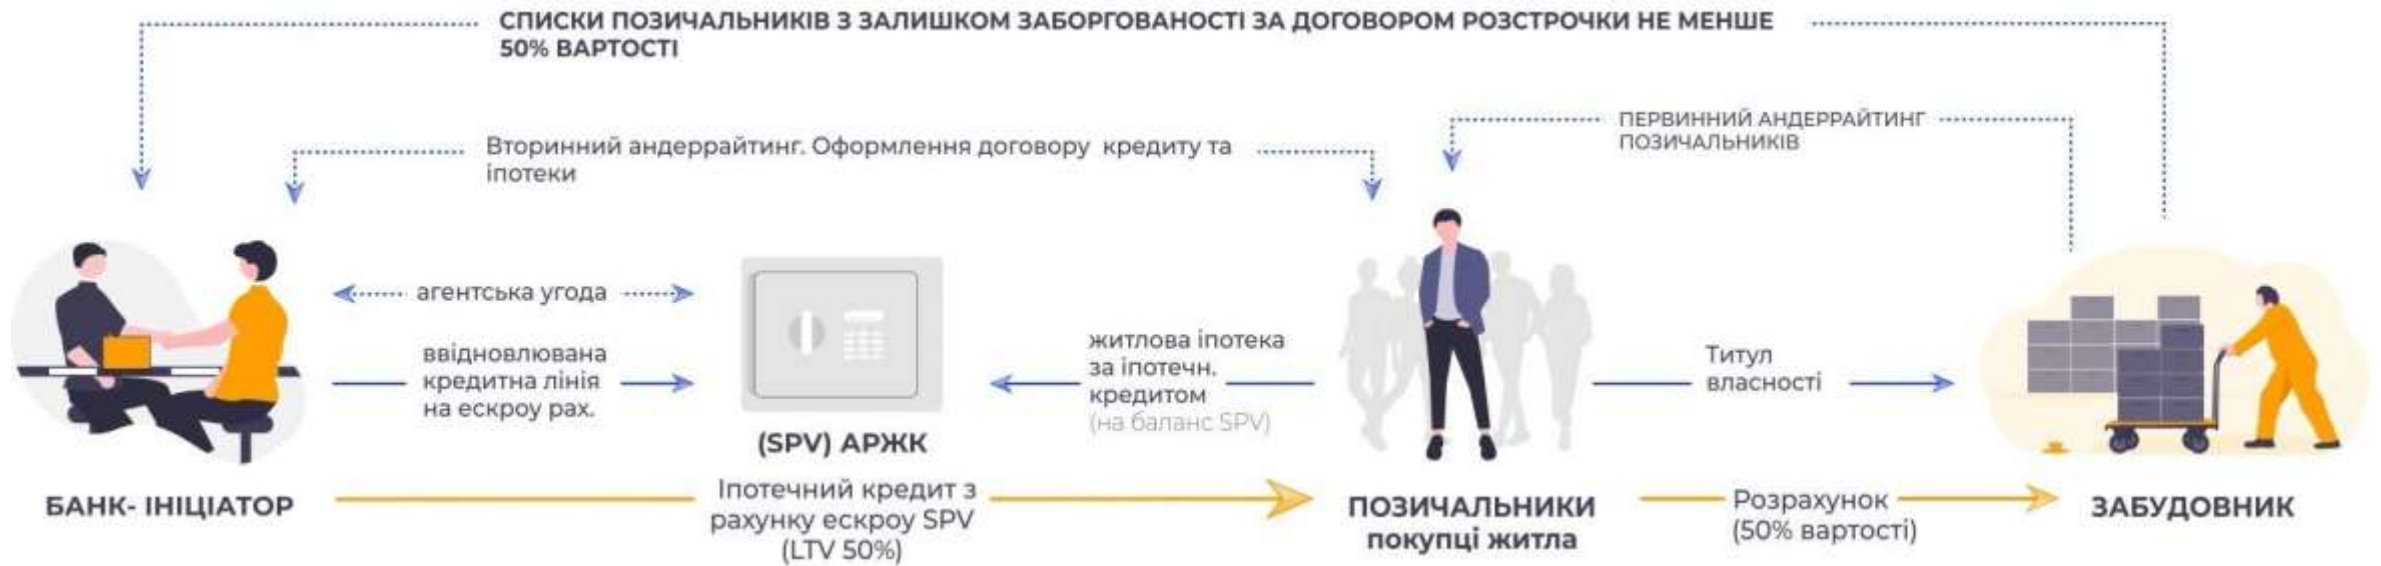 СПИСКИ ПОЗИЧАЛЬНИКІВ З ЗАЛИШКОМ ЗАБОРГОВАНОСТІ ЗА ДОГОВОРОМ РОЗСТРОЧКИ НЕ МЕНШЕ
50% ВАРТОСТІ
ПЕРВИННИЙ АНДЕРРАЙТИНГ
ПОЗИЧАЛЬНИКІВ
Вторинний андеррайтинг. Оформлення договору кредиту та
іпотеки
агентська угода
ввідновлювана
кредитна лінія
на ескроу рах.
(SPV) АРЖК
житлова іпотека
за іпотечн.
кредитом
(на баланс SPV)
Титул
власності
БАНК- ІНІЦІАТОР
Іпотечний кредит з
рахунку ескроу SPV
(LTV 50%)
ПОЗИЧАЛЬНИКИ
покупці житла
Розрахунок
(50% вартості)
ЗАБУДОВНИК